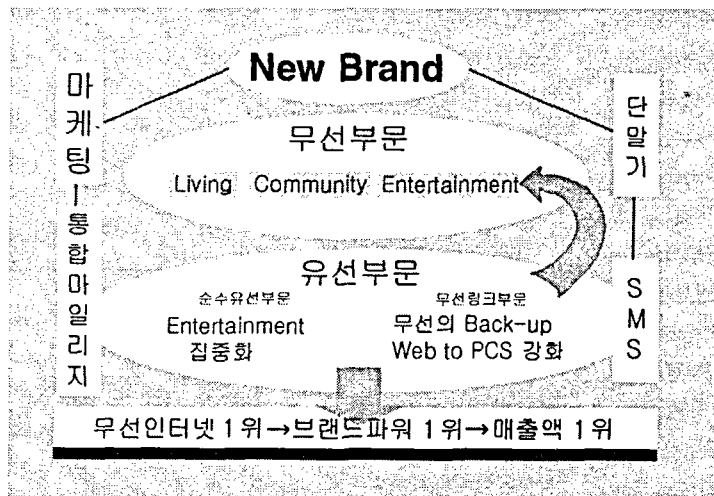 New Brand
마케팅ㅣ통합마일리지
단말기
무선부문
Living Community Entertainment
유선부문
순수유선부문
Entertainment
집중화
무선링크부문
무선의 Back-up
Web to PCS 강화
SMS
무선인터넷 1위→브랜드파워 1위→매출액 1위